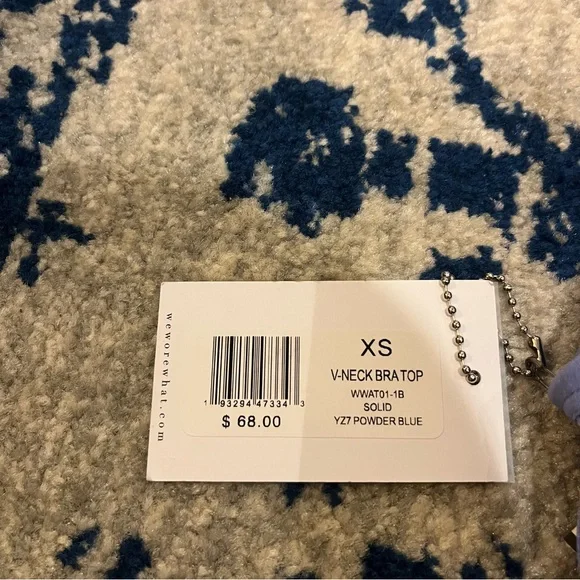 weworewhat.com
1 93294 47334 3
$ 68.00
XS
V-NECK BRA TOP
WWAT01-1B
SOLID
YZ7 POWDER BLUE